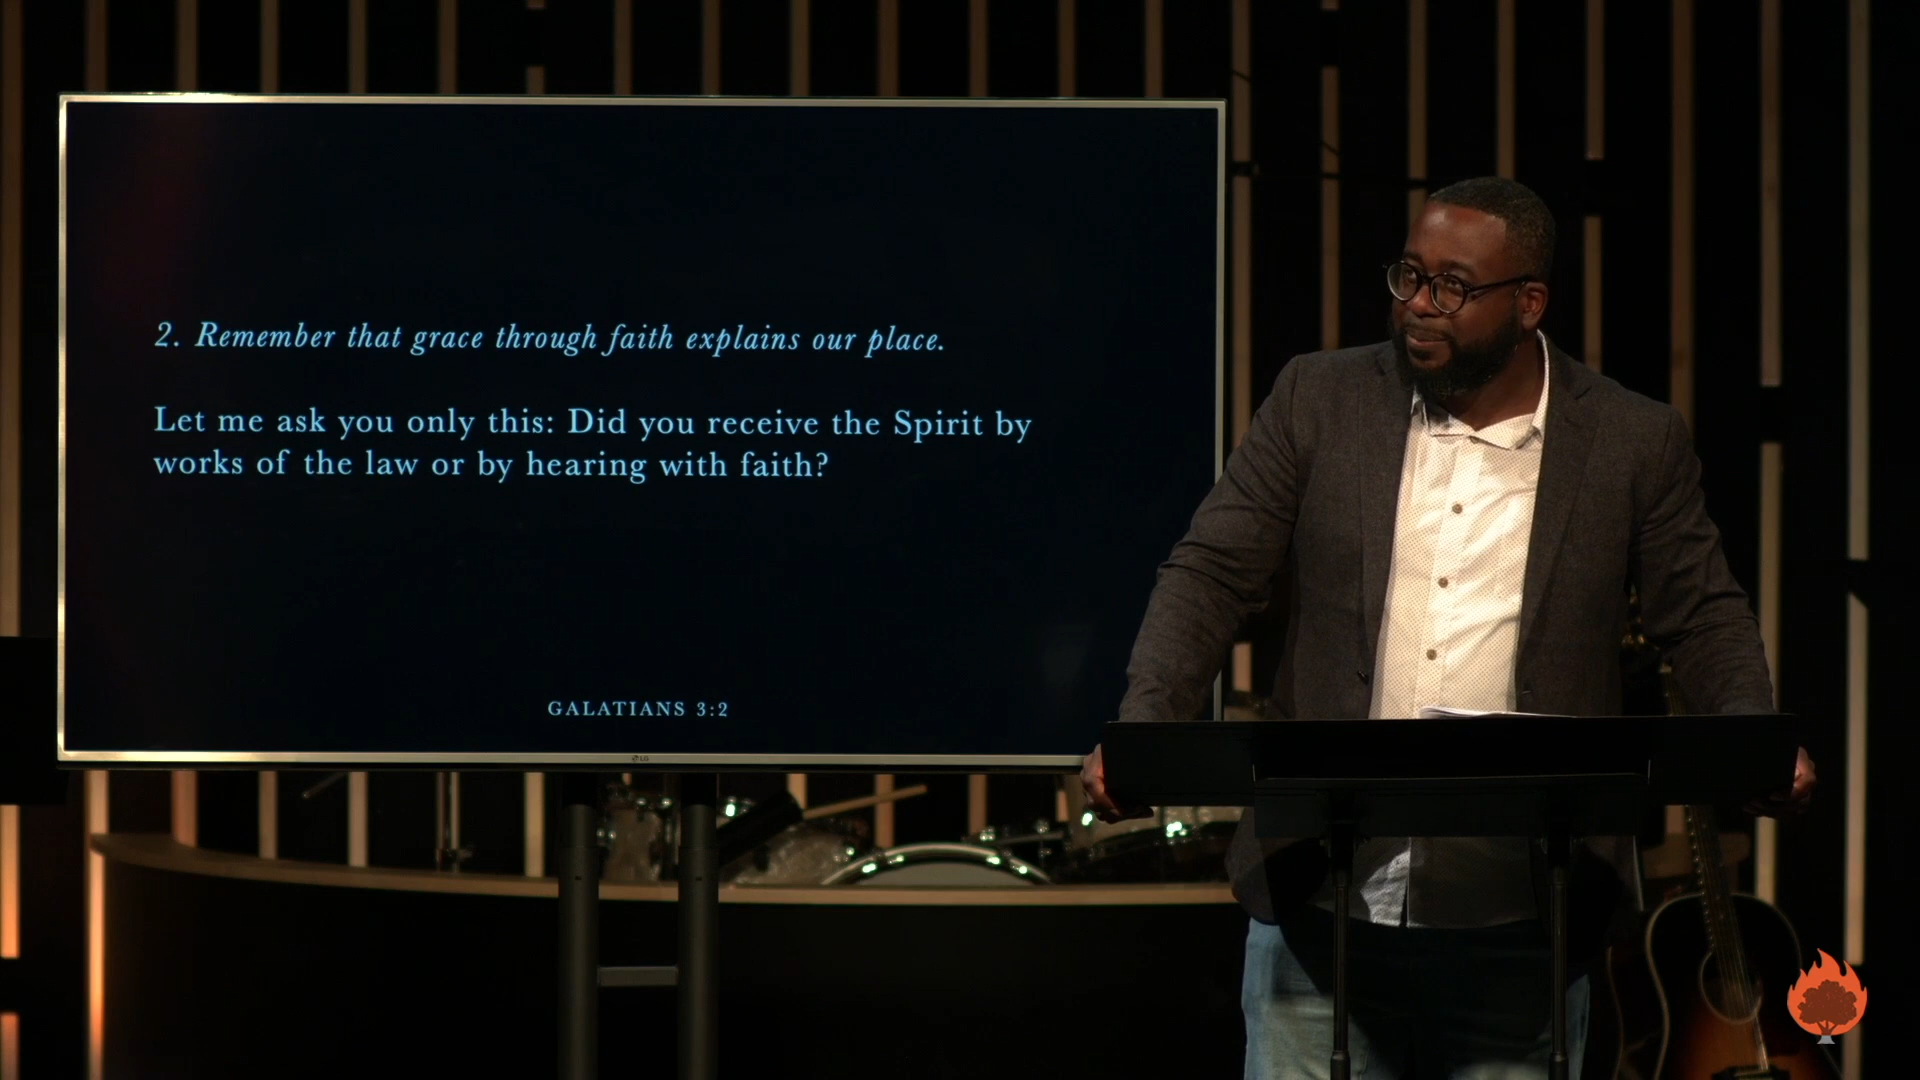 2. Remember that grace through faith explains our place.
Let me ask you only this: Did you receive the Spirit by
works of the law or by hearing with faith?
GALATIANS 3:2
LG